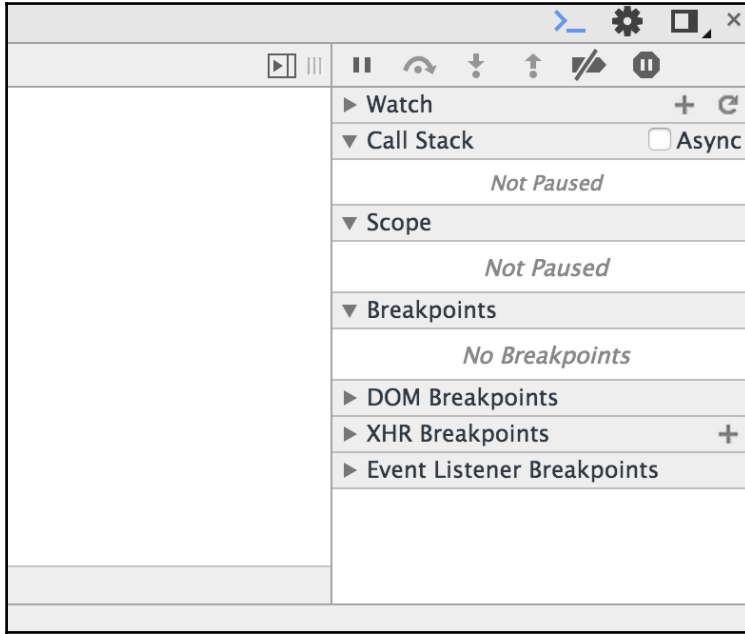 Watch
Call Stack
Async
Not Paused
Scope
Not Paused
Breakpoints
No Breakpoints
DOM Breakpoints
XHR Breakpoints
Event Listener Breakpoints